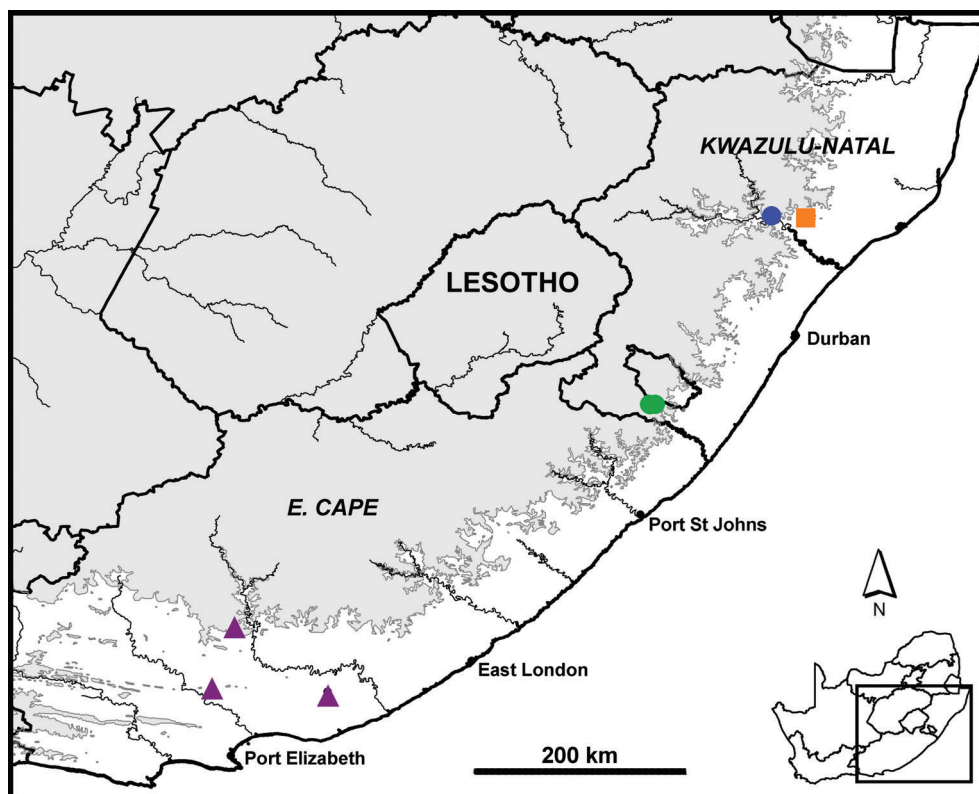 KWAZULU-NATAL
LESOTHO
Durban
E. CAPE
Port St Johns
N
East London
Port Elizabeth
200 km